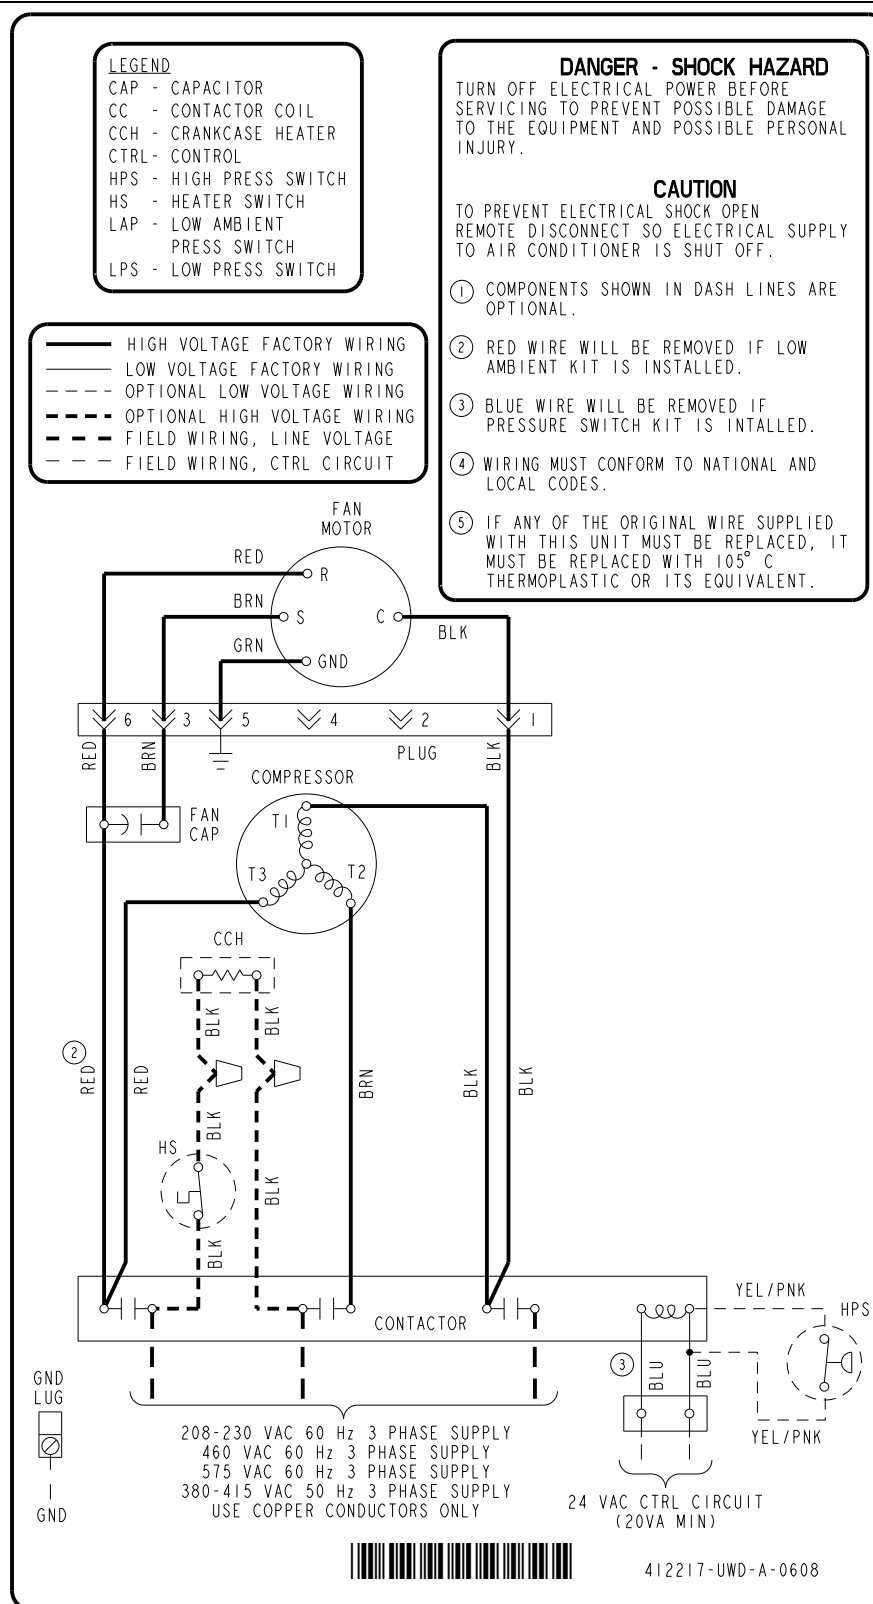 LEGEND
CAP - CAPACITOR
CC - CONTACTOR COIL
CCH - CRANKCASE HEATER
CTRL- CONTROL
HPS - HIGH PRESS SWITCH
HS - HEATER SWITCH
LAP - LOW AMBIENT
PRESS SWITCH
LPS - LOW PRESS SWITCH
HIGH VOLTAGE FACTORY WIRING
LOW VOLTAGE FACTORY WIRING
OPTIONAL LOW VOLTAGE WIRING
OPTIONAL HIGH VOLTAGE WIRING
FIELD WIRING, LINE VOLTAGE
FIELD WIRING, CTRL CIRCUIT
DANGER - SHOCK HAZARD
TURN OFF ELECTRICAL POWER BEFORE
SERVICING TO PREVENT POSSIBLE DAMAGE
TO THE EQUIPMENT AND POSSIBLE PERSONAL
INJURY.
CAUTION
TO PREVENT ELECTRICAL SHOCK OPEN
REMOTE DISCONNECT SO ELECTRICAL SUPPLY
TO AIR CONDITIONER IS SHUT OFF.
1 COMPONENTS SHOWN IN DASH LINES ARE
OPTIONAL.
2 RED WIRE WILL BE REMOVED IF LOW
AMBIENT KIT IS INSTALLED.
3 BLUE WIRE WILL BE REMOVED IF
PRESSURE SWITCH KIT IS INTALLED.
4 WIRING MUST CONFORM TO NATIONAL AND
LOCAL CODES.
5 IF ANY OF THE ORIGINAL WIRE SUPPLIED
WITH THIS UNIT MUST BE REPLACED, IT
MUST BE REPLACED WITH 105° C
THERMOPLASTIC OR ITS EQUIVALENT.
FAN
MOTOR
RED
R
BRN
S
C
BLK
GRN
GND
6 3 5 4 2 1
RED
BRN
PLUG
BLK
COMPRESSOR
FAN
CAP
T1
T3
T2
CCH
BLK
BLK
2
RED
RED
BRN
BLK
BLK
BLK
HS
BLK
BLK
CONTACTOR
YEL/PNK
HPS
3
BLU
BLU
YEL/PNK
GND
LUG
GND
208-230 VAC 60 Hz 3 PHASE SUPPLY
460 VAC 60 Hz 3 PHASE SUPPLY
575 VAC 60 Hz 3 PHASE SUPPLY
380-415 VAC 50 Hz 3 PHASE SUPPLY
USE COPPER CONDUCTORS ONLY
24 VAC CTRL CIRCUIT
(20VA MIN)
412217-UWD-A-0608